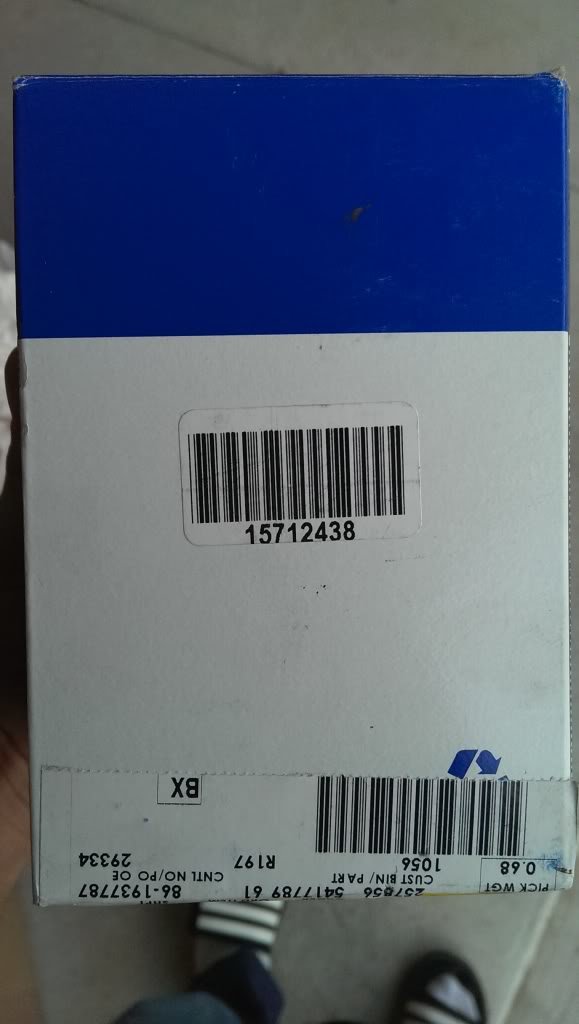 15712438
PICK WGT 5417789 61 86-1937787
0.68 CUST BIN/ PART CNTL NO/PO OE
1056 R197 29334
BX